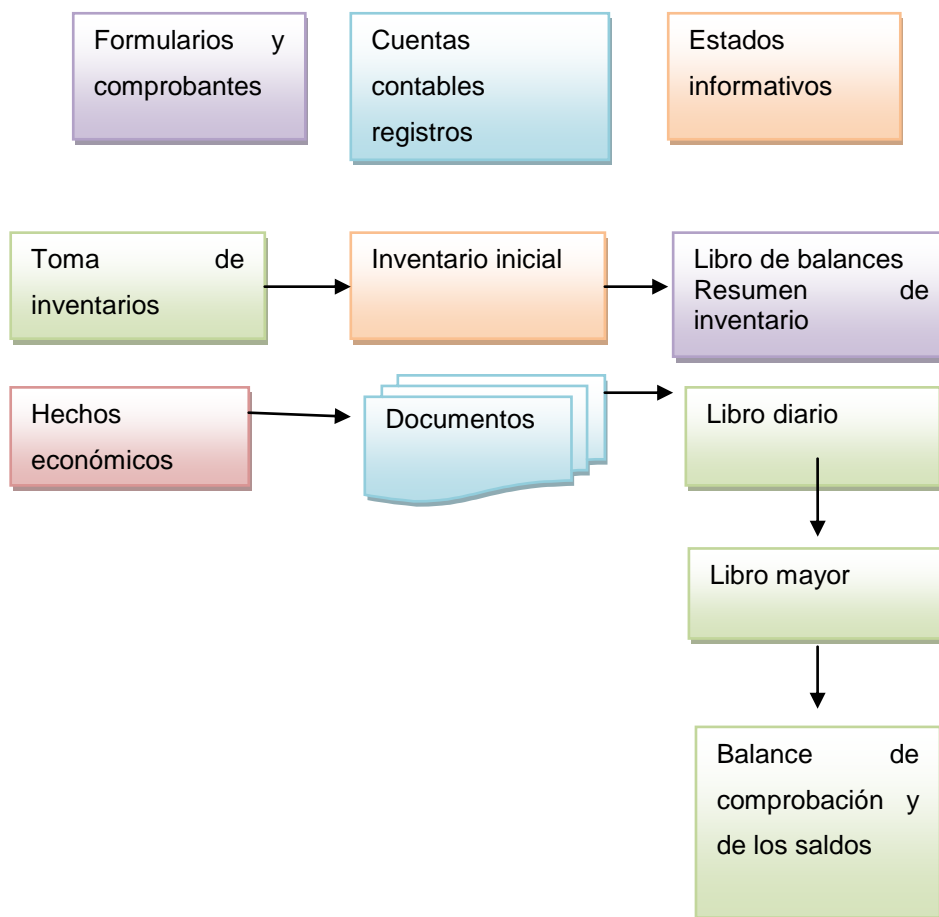 Formularios y
comprobantes
Cuentas
contables
registros
Estados
informativos
Toma de
inventarios
Inventario inicial
Libro de balances
Resumen de
inventario
Hechos
económicos
Documentos
Libro diario
Libro mayor
Balance de
comprobación y
de los saldos